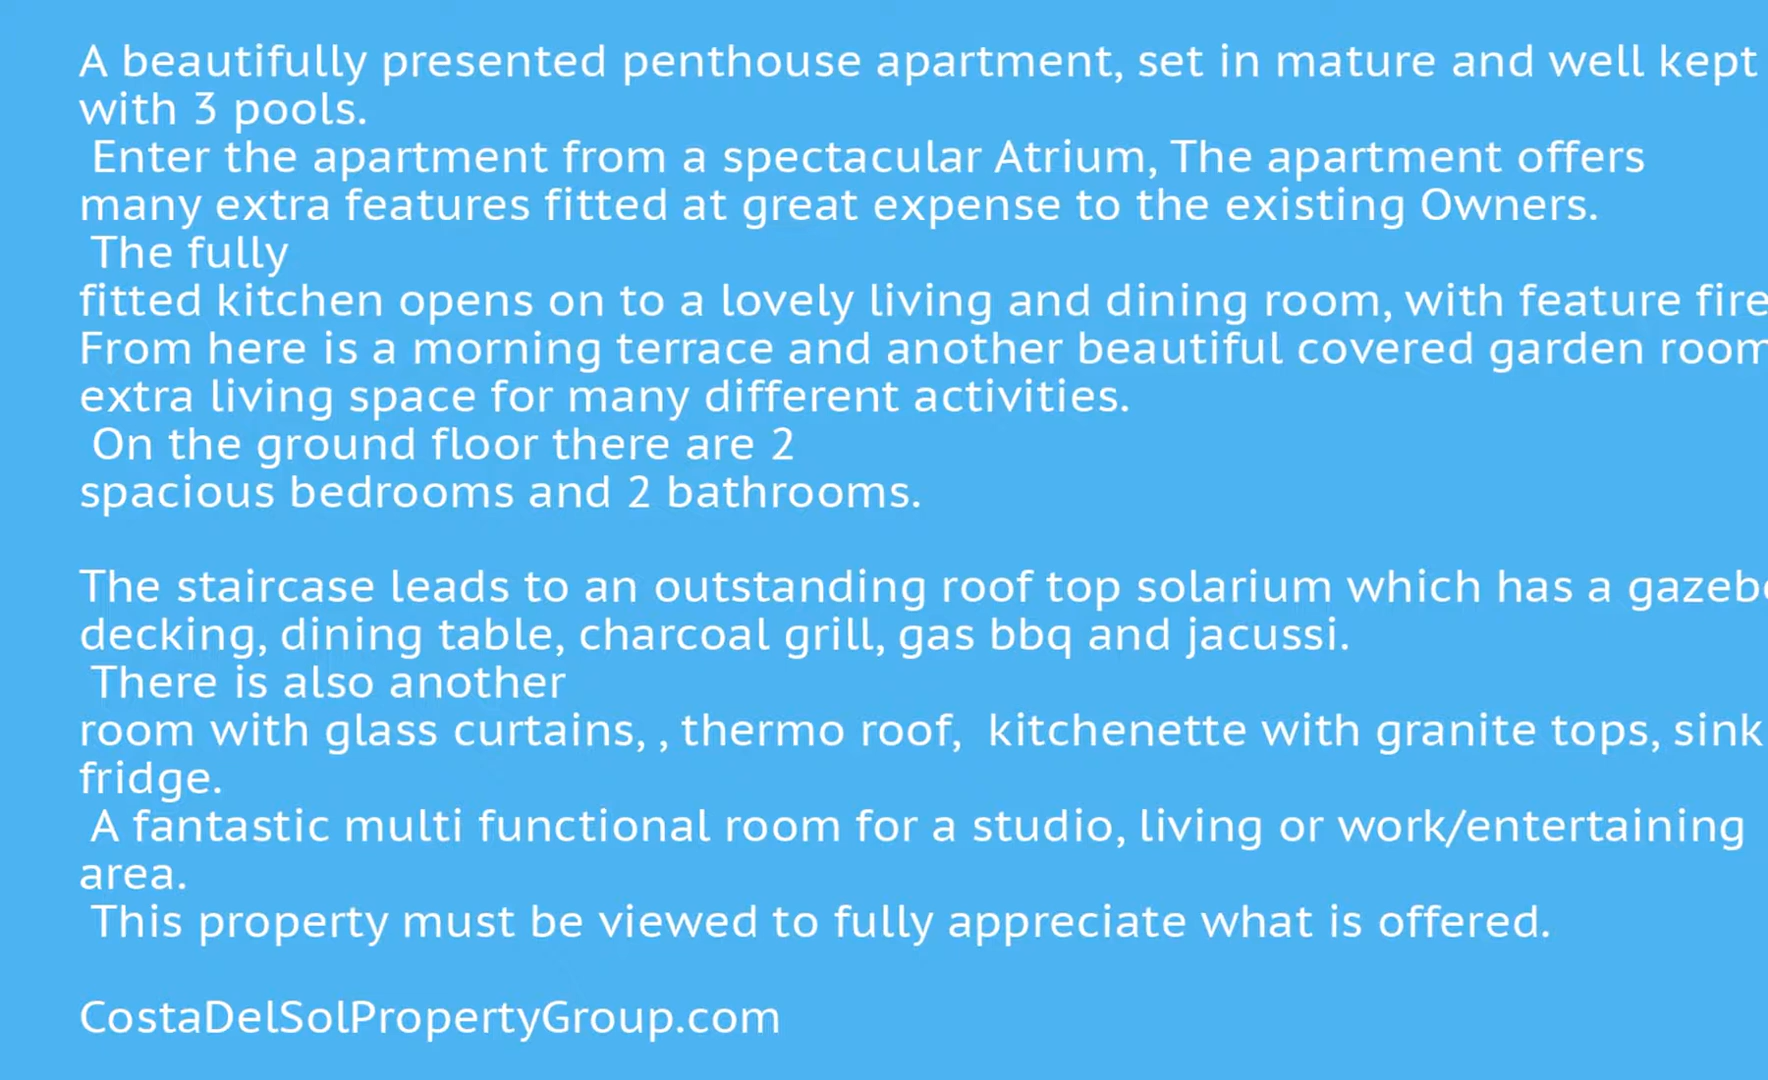 A beautifully presented penthouse apartment, set in mature and well kept
with 3 pools.
Enter the apartment from a spectacular Atrium, The apartment offers
many extra features fitted at great expense to the existing Owners.
The fully
fitted kitchen opens on to a lovely living and dining room, with feature fire
From here is a morning terrace and another beautiful covered garden room
extra living space for many different activities.
On the ground floor there are 2
spacious bedrooms and 2 bathrooms.
The staircase leads to an outstanding roof top solarium which has a
decking, dining table, charcoal grill, gas bbq and jacussi.
There is also another
room with glass curtains, , thermo roof,  kitchenette with granite tops, sink
fridge.
A fantastic multi functional room for a studio, living or work/entertaining
area.
This property must be viewed to fully appreciate what is offered.
CostaDelSolPropertyGroup.com